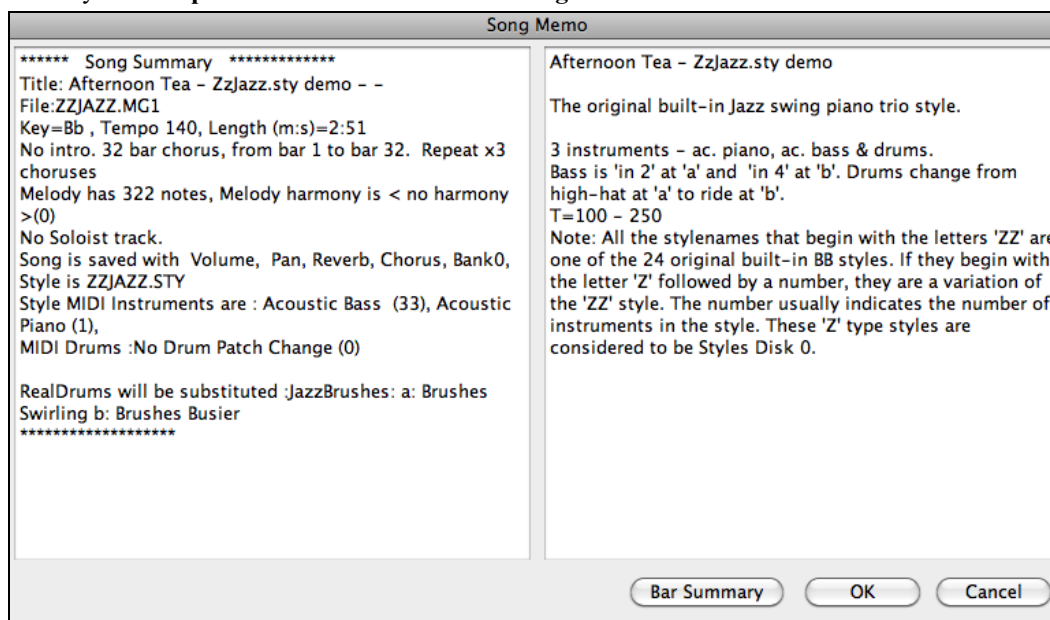 Song Memo
****** Song Summary *************
Title: Afternoon Tea – ZzJazz.sty demo – –
File:ZZJAZZ.MG1
Key=Bb , Tempo 140, Length (m:s)=2:51
No intro. 32 bar chorus, from bar 1 to bar 32. Repeat x3
choruses
Melody has 322 notes, Melody harmony is < no harmony
>(0)
No Soloist track.
Song is saved with Volume, Pan, Reverb, Chorus, Bank0,
Style is ZZJAZZ.STY
Style MIDI Instruments are : Acoustic Bass (33), Acoustic
Piano (1),
MIDI Drums :No Drum Patch Change (0)
RealDrums will be substituted :JazzBrushes: a: Brushes
Swirling b: Brushes Busier
*******************
Afternoon Tea – ZzJazz.sty demo
The original built-in Jazz swing piano trio style.
3 instruments – ac. piano, ac. bass & drums.
Bass is 'in 2' at 'a' and 'in 4' at 'b'. Drums change from
high-hat at 'a' to ride at 'b'.
T=100 – 250
Note: All the stylenames that begin with the letters 'ZZ' are
one of the 24 original built-in BB styles. If they begin with
the letter 'Z' followed by a number, they are a variation of
the 'ZZ' style. The number usually indicates the number of
instruments in the style. These 'Z' type styles are
considered to be Styles Disk 0.
Bar Summary
OK
Cancel